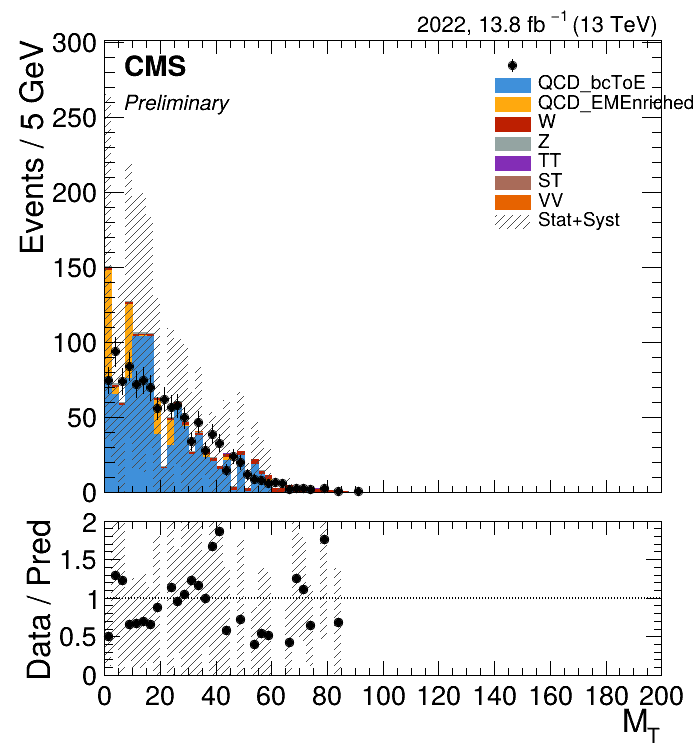 2022, 13.8 fb⁻¹ (13 TeV)
Events / 5 GeV
300
250
200
150
100
50
0
CMS
Preliminary
QCD_bcToE
QCD_EMEnriched
W
Z
TT
ST
VV
Stat+Syst
Data / Pred
2
1.5
1
0.5
0
0 20 40 60 80 100 120 140 160 180 200
M_T